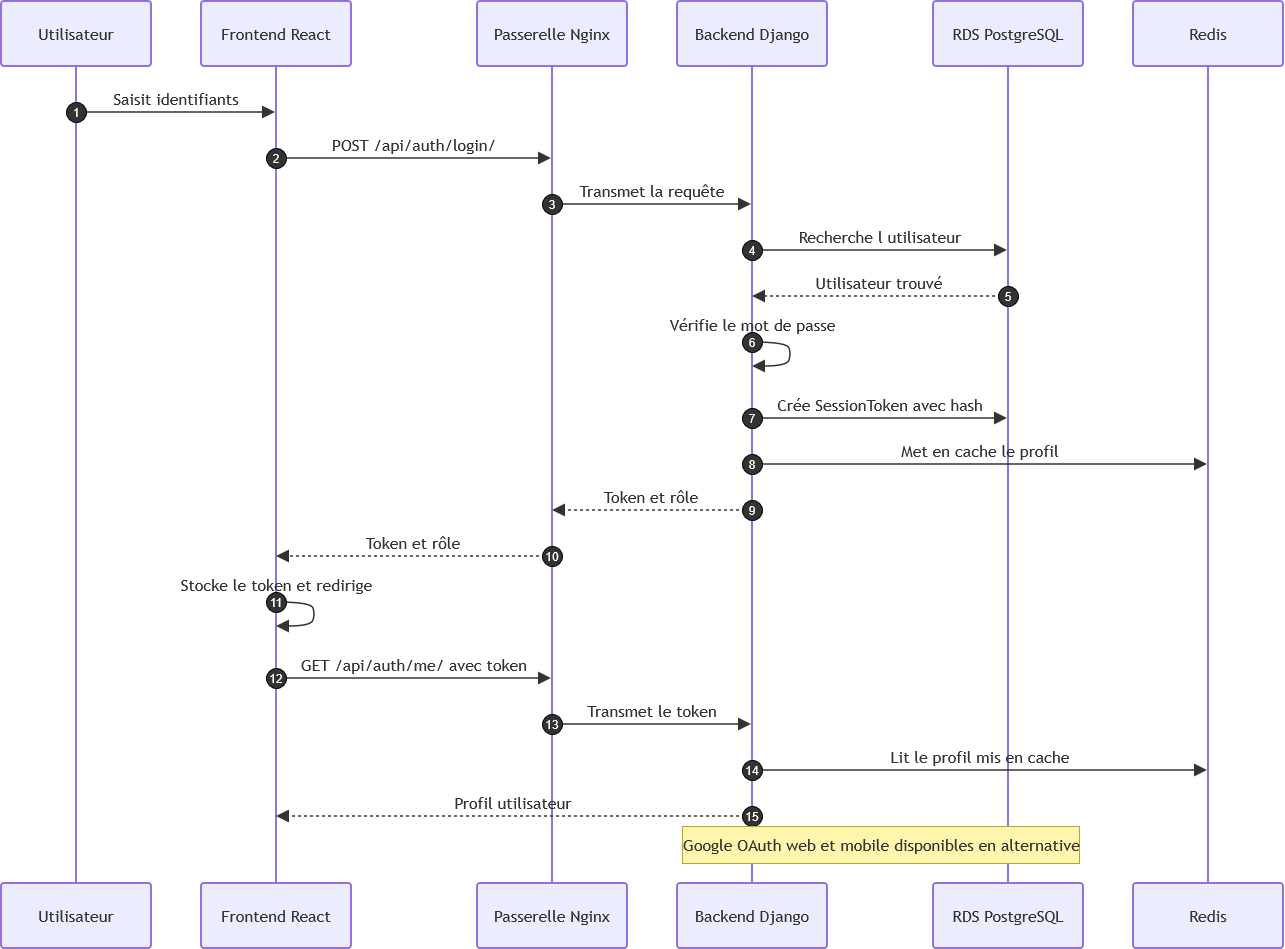 Utilisateur
Frontend React
Passerelle Nginx
Backend Django
RDS PostgreSQL
Redis
Saisit identifiants
1
POST /api/auth/login/
2
Transmet la requête
3
Recherche l utilisateur
4
Utilisateur trouvé
5
Vérifie le mot de passe
6
Crée SessionToken avec hash
7
Met en cache le profil
8
Token et rôle
9
Token et rôle
10
Stocke le token et redirige
11
GET /api/auth/me/ avec token
12
Transmet le token
13
Lit le profil mis en cache
14
Profil utilisateur
15
Google OAuth web et mobile disponibles en alternative
Utilisateur
Frontend React
Passerelle Nginx
Backend Django
RDS PostgreSQL
Redis